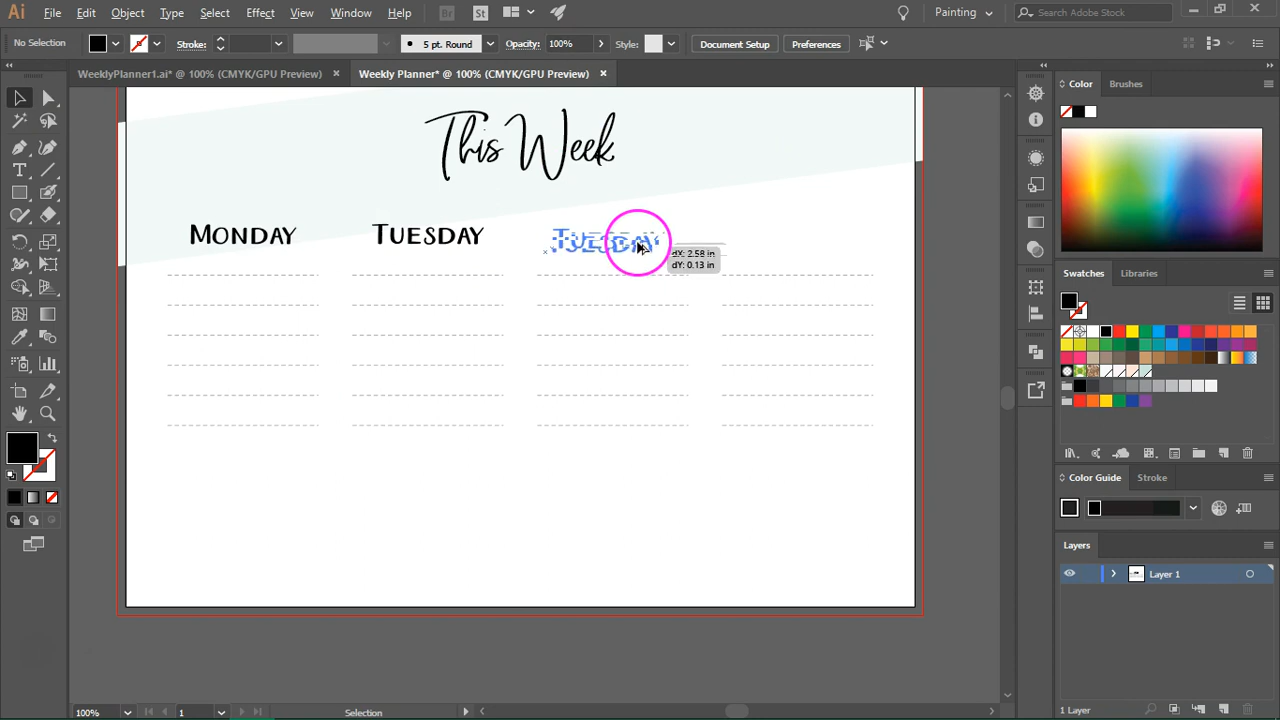 Ai File Edit Object Type Select Effect View Window Help Br St Painting Search Adobe Stock
No Selection Stroke: 5 pt. Round Opacity: 100% Style: Document Setup Preferences
WeeklyPlanner1.ai* @ 100% (CMYK/GPU Preview) × Weekly Planner* @ 100% (CMYK/GPU Preview) ×
Color Brushes
This Week
MONDAY TUESDAY TUESDAY
dX: 2.58 in
dY: 0.13 in
Swatches Libraries
Color Guide Stroke
Layers
Layer 1
1 Layer
100% 1 Selection